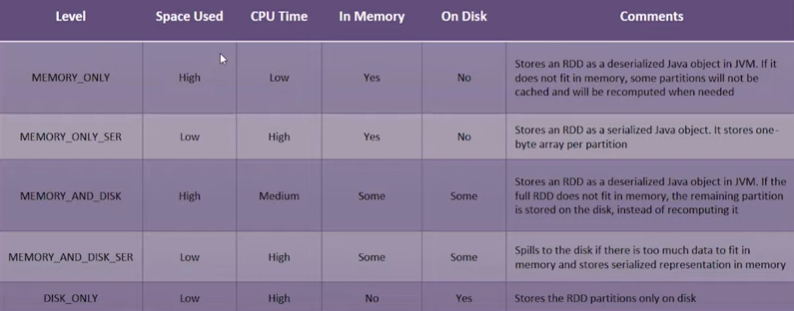 Level Space Used CPU Time In Memory On Disk Comments
Stores an RDD as a deserialized Java object in JVM. If it
MEMORY_ONLY High Low Yes No does not fit in memory, some partitions will not be
cached and will be recomputed when needed
MEMORY_ONLY_SER Low High Yes No Stores an RDD as a serialized Java object. It stores one-
byte array per partition
Stores an RDD as a deserialized Java object in JVM. If the
MEMORY_AND_DISK High Medium Some Some full RDD does not fit in memory, the remaining partition
is stored on the disk, instead of recomputing it
MEMORY_AND_DISK_SER Low High Some Some Spills to the disk if there is too much data to fit in
memory and stores serialized representation in memory
DISK_ONLY Low High No Yes Stores the RDD partitions only on disk